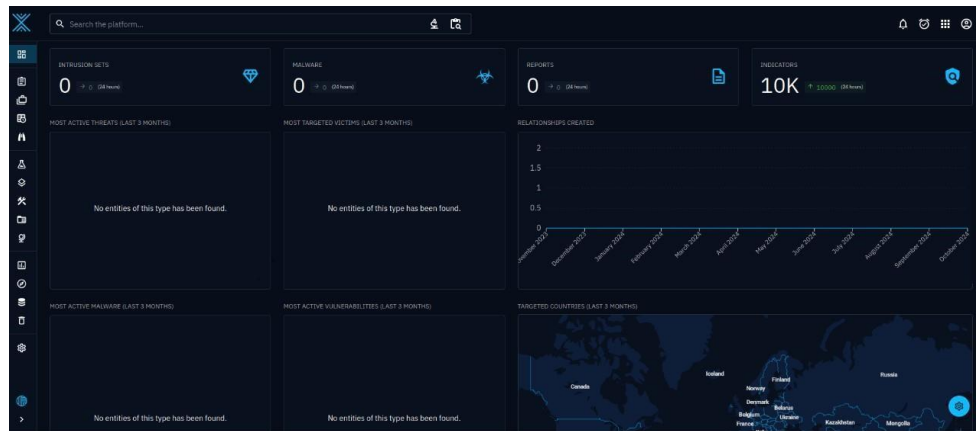 Search the platform...
INTRUSION SETS
0 → 0 (24 hours)
MALWARE
0 → 0 (24 hours)
REPORTS
0 → 0 (24 hours)
INDICATORS
10K ↑ 10000 (24 hours)
MOST ACTIVE THREATS (LAST 3 MONTHS)
No entities of this type has been found.
MOST TARGETED VICTIMS (LAST 3 MONTHS)
No entities of this type has been found.
RELATIONSHIPS CREATED
2
1.5
1
0.5
0
December 2023
January 2024
February 2024
March 2024
April 2024
May 2024
June 2024
July 2024
August 2024
September 2024
October 2024
MOST ACTIVE MALWARE (LAST 3 MONTHS)
No entities of this type has been found.
MOST ACTIVE VULNERABILITIES (LAST 3 MONTHS)
No entities of this type has been found.
TARGETED COUNTRIES (LAST 3 MONTHS)
Canada
Iceland
Finland
Norway
Russia
Denmark
Belarus
Belgium
Ukraine
France
Kazakhstan
Mongolia